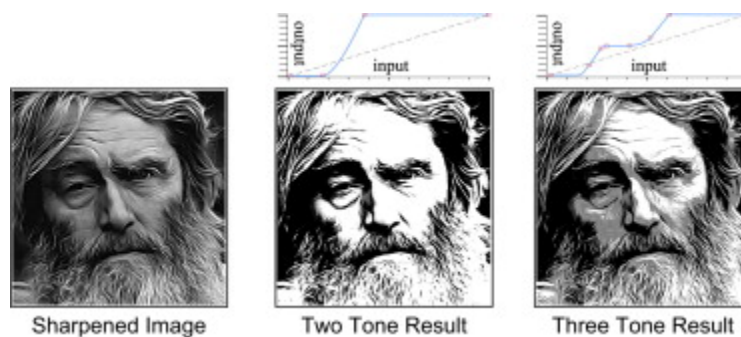 output
input
output
input
Sharpened Image
Two Tone Result
Three Tone Result